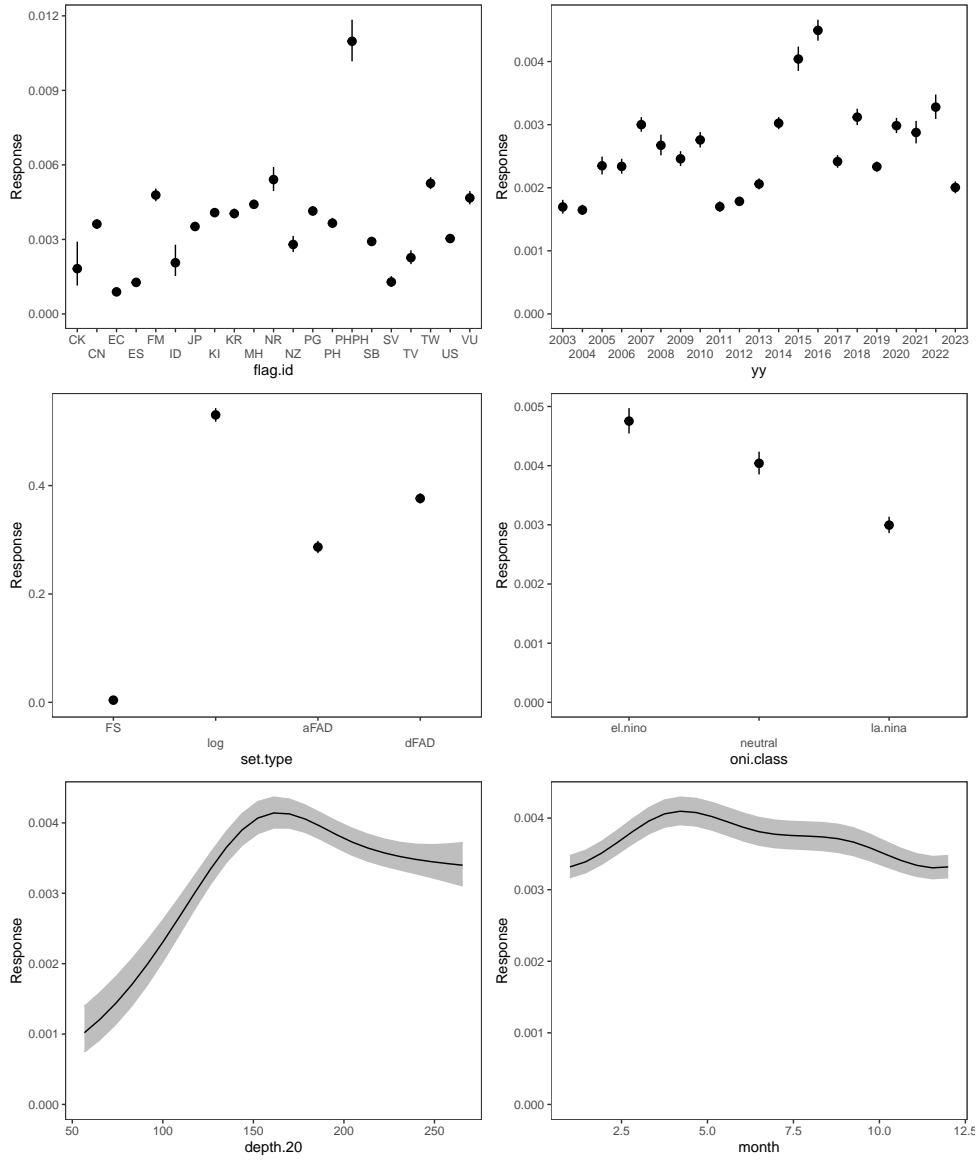 0.012
0.009
0.006
0.003
0.000
Response
CK EC FM JP KR NR PG PHPH SV TW VU
CN ES ID KI MH NZ PH SB TV US
flag.id
0.004
0.003
0.002
0.001
0.000
Response
2003 2005 2007 2009 2011 2013 2015 2017 2019 2021 2023
2004 2006 2008 2010 2012 2014 2016 2018 2020 2022
yy
0.4
0.2
0.0
Response
FS aFAD
log dFAD
set.type
0.005
0.004
0.003
0.002
0.001
0.000
Response
el.nino la.nina
neutral
oni.class
0.004
0.003
0.002
0.001
0.000
Response
50 100 150 200 250
depth.20
0.004
0.003
0.002
0.001
0.000
Response
2.5 5.0 7.5 10.0 12.5
month